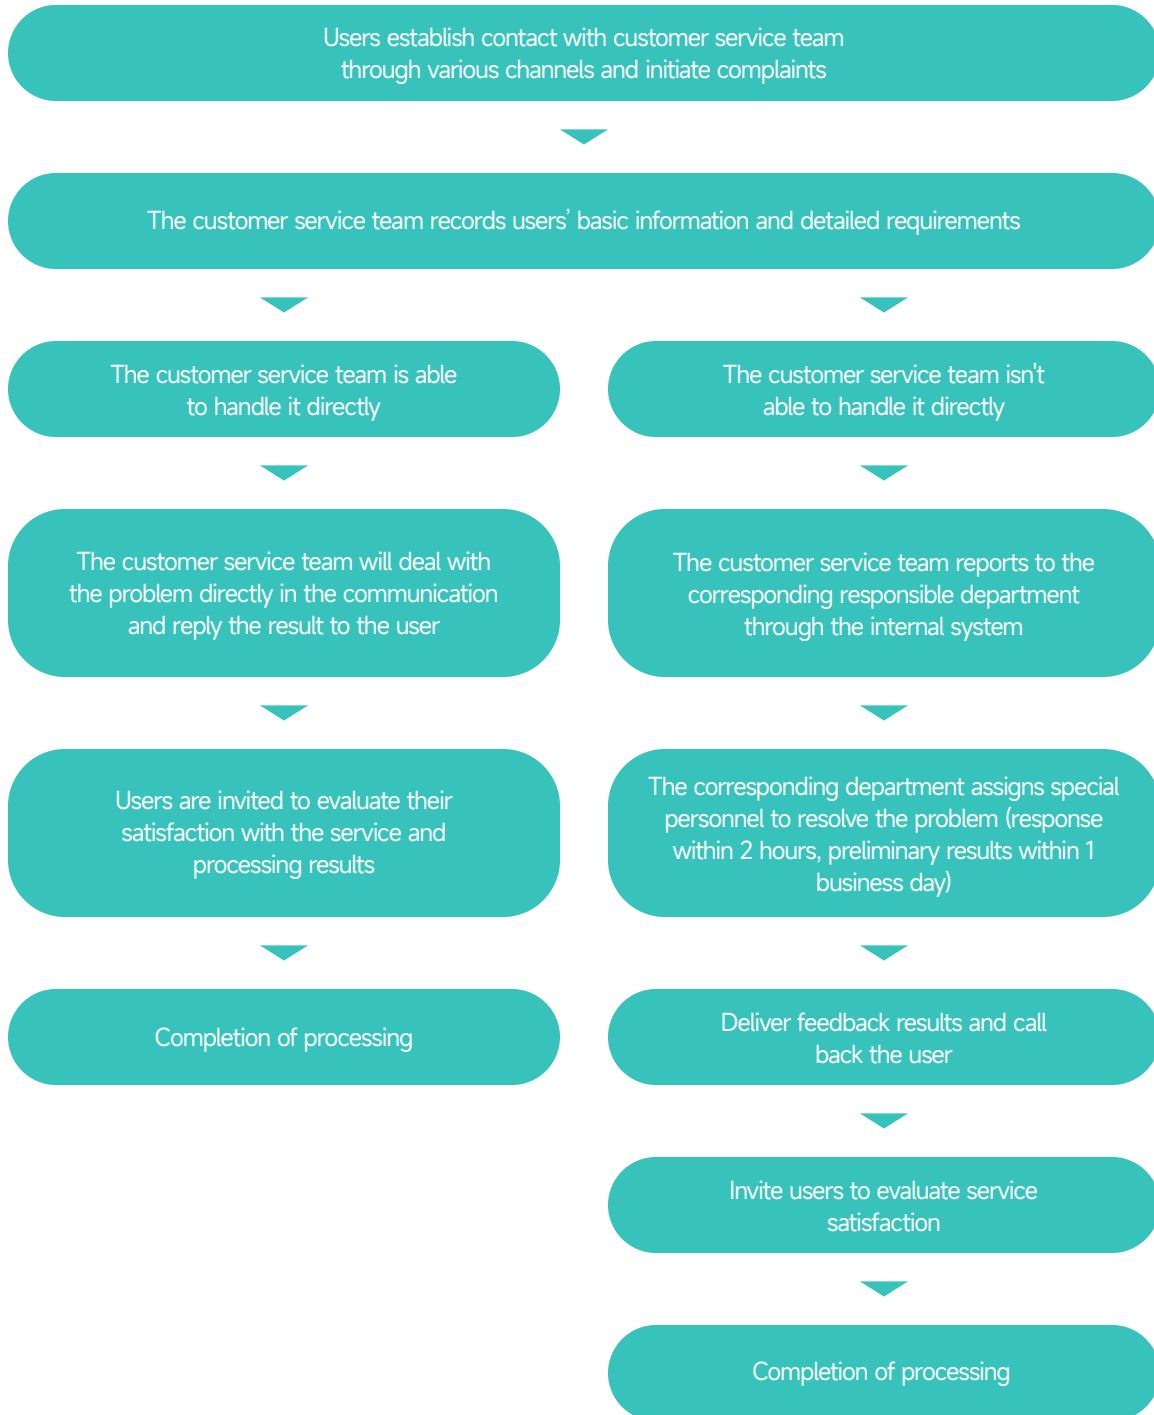 Users establish contact with customer service team
through various channels and initiate complaints
The customer service team records users’ basic information and detailed requirements
The customer service team is able
to handle it directly
The customer service team isn't
able to handle it directly
The customer service team will deal with
the problem directly in the communication
and reply the result to the user
The customer service team reports to the
corresponding responsible department
through the internal system
Users are invited to evaluate their
satisfaction with the service and
processing results
The corresponding department assigns special
personnel to resolve the problem (response
within 2 hours, preliminary results within 1
business day)
Completion of processing
Deliver feedback results and call
back the user
Invite users to evaluate service
satisfaction
Completion of processing